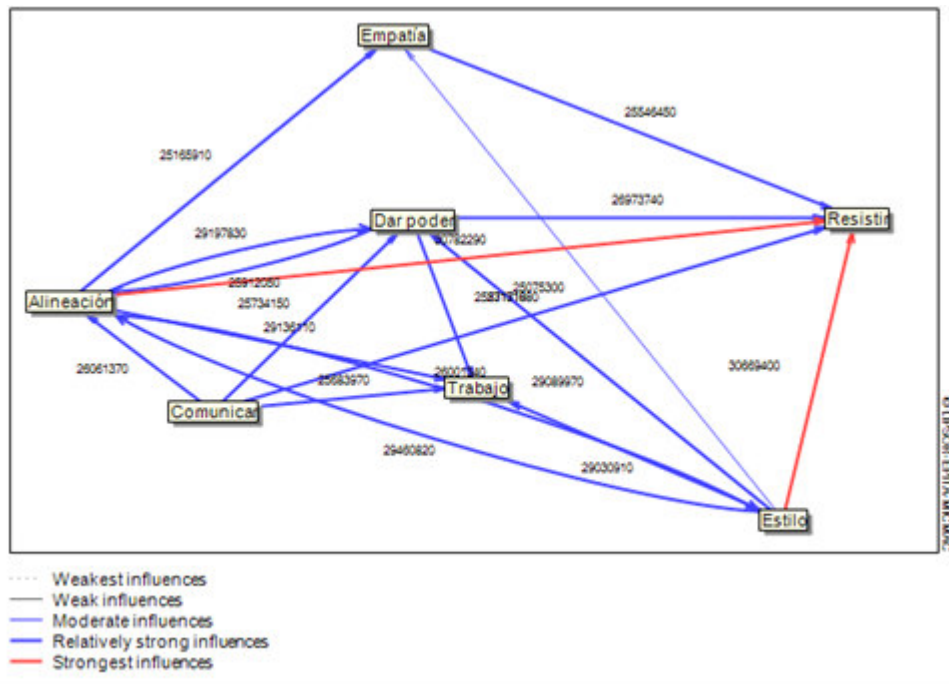 Empatía
25546450
25165910
Dar poder
26973740
Resistir
29197830
25075300
25734150
Alineación
29136110
26061370
25683970
Trabajo
29089970
30669400
Comunicar
29460820
29030910
Estilo
Weakest influences
Weak influences
Moderate influences
Relatively strong influences
Strongest influences